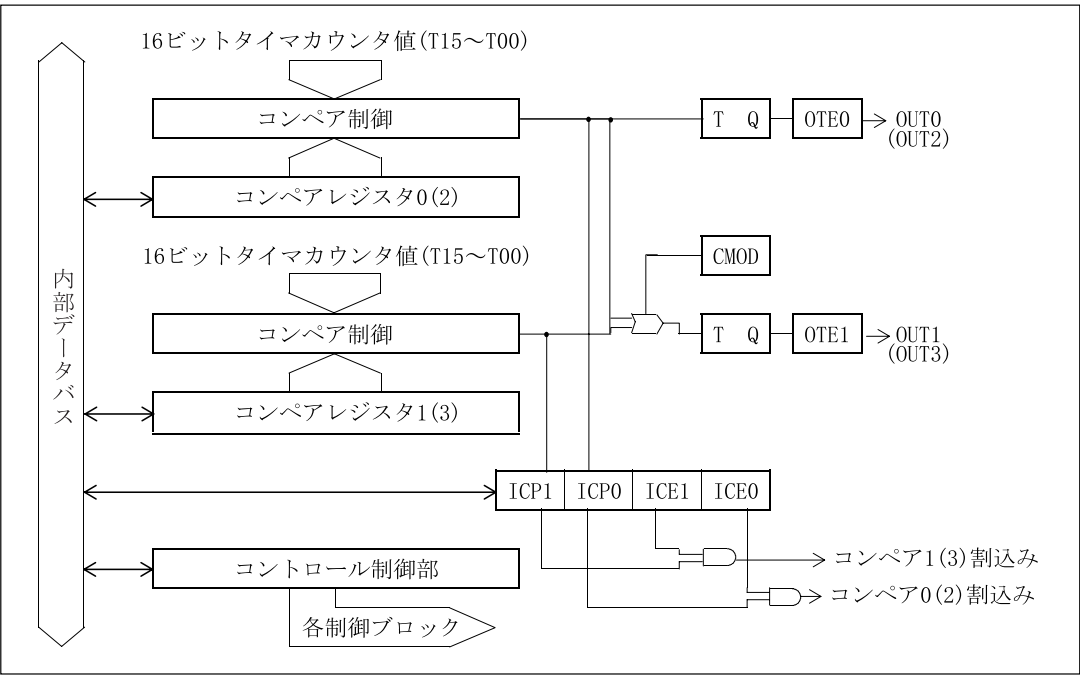 16ビットタイマカウンタ値(T15～T00)
コンペア制御
T Q
OTE0
OUT0
(OUT2)
コンペアレジスタ0(2)
16ビットタイマカウンタ値(T15～T00)
CMOD
内部データバス
コンペア制御
T Q
OTE1
OUT1
(OUT3)
コンペアレジスタ1(3)
ICP1 ICP0 ICE1 ICE0
コンペア1(3)割込み
コントロール制御部
コンペア0(2)割込み
各制御ブロック